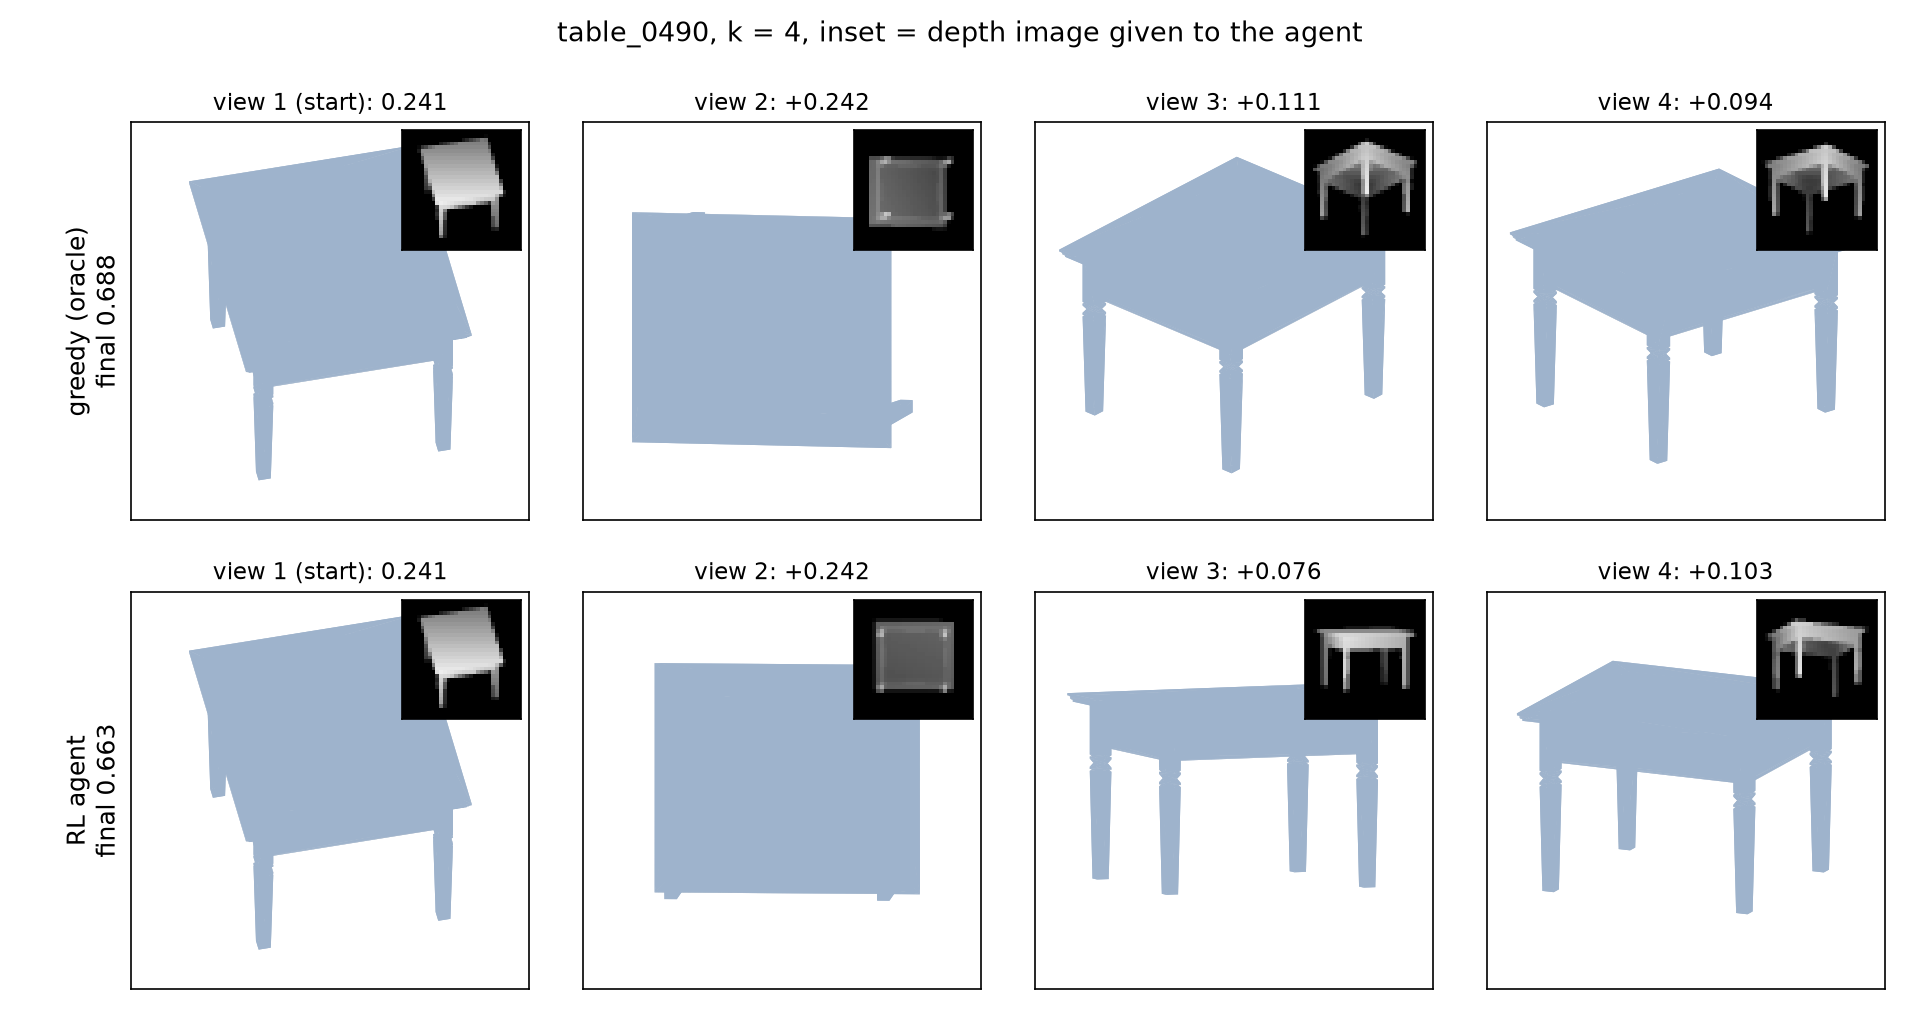 table_0490, k = 4, inset = depth image given to the agent
view 1 (start): 0.241
view 2: +0.242
view 3: +0.111
view 4: +0.094
greedy (oracle)
final 0.688
view 1 (start): 0.241
view 2: +0.242
view 3: +0.076
view 4: +0.103
RL agent
final 0.663